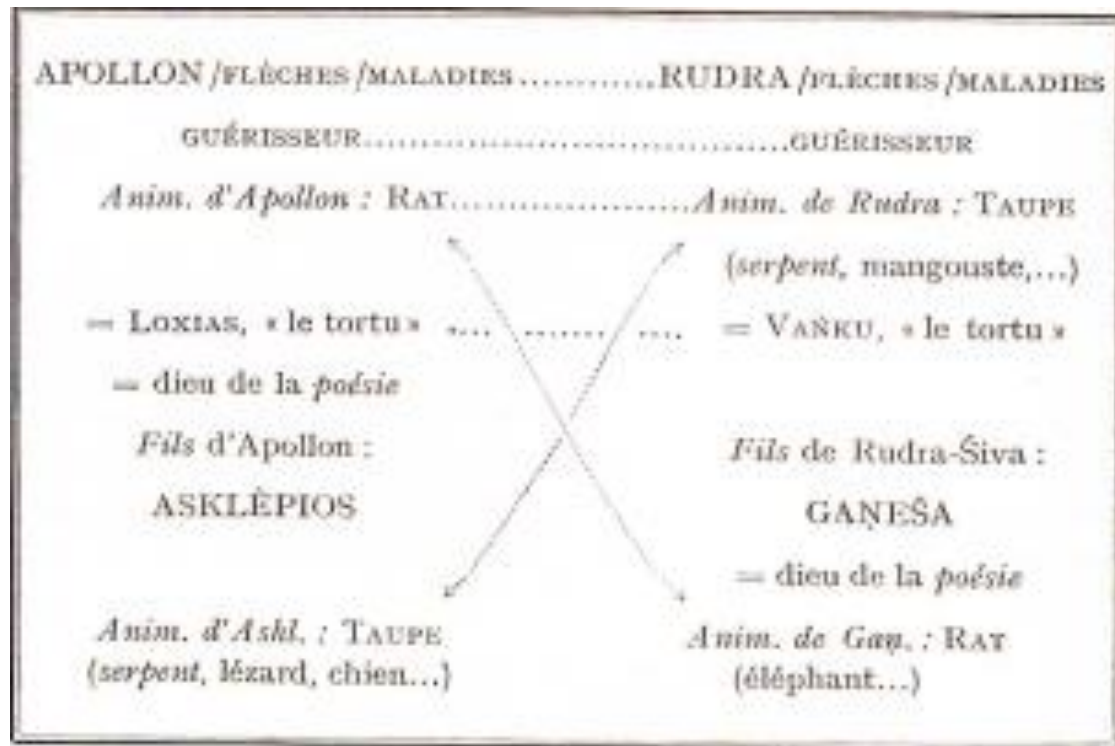 APOLLON/FLÈCHES/MALADIES............RUDRA/FLÈCHES/MALADIES
GUÉRISSEUR.......................................GUÉRISSEUR
Anim. d'Apollon : RAT......................Anim. de Rudra : TAUPE
(serpent, mangouste,...)
= LOXIAS, « le tortu » .... ....... .... = VAṄKU, « le tortu »
= dieu de la poésie
Fils d'Apollon : Fils de Rudra-Śiva :
ASKLÈPIOS GAṆEŚA
= dieu de la poésie
Anim. d'Askl. : TAUPE Anim. de Gaṇ. : RAT
(serpent, lézard, chien...) (éléphant...)